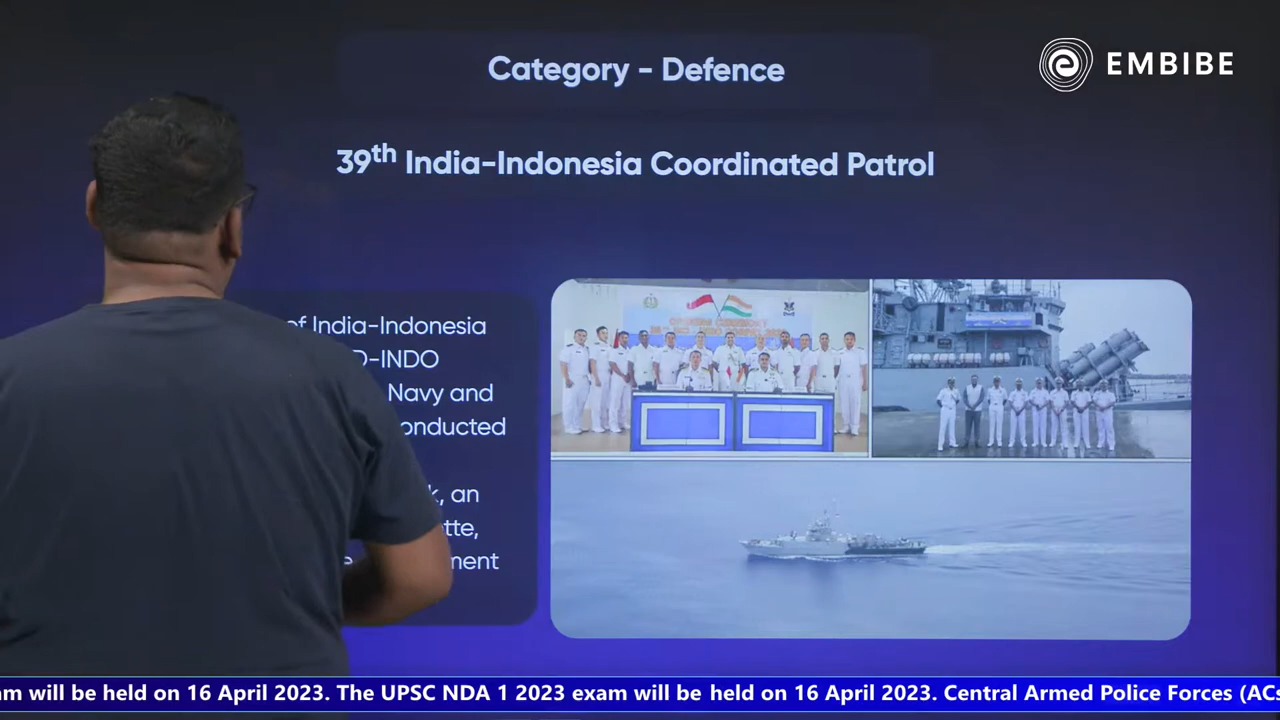 Category - Defence
EMBIBE
39th India-Indonesia Coordinated Patrol
of India-Indonesia
D-INDO
Navy and
onducted
, an
tte,
ment
am will be held on 16 April 2023. The UPSC NDA 1 2023 exam will be held on 16 April 2023. Central Armed Police Forces (ACs